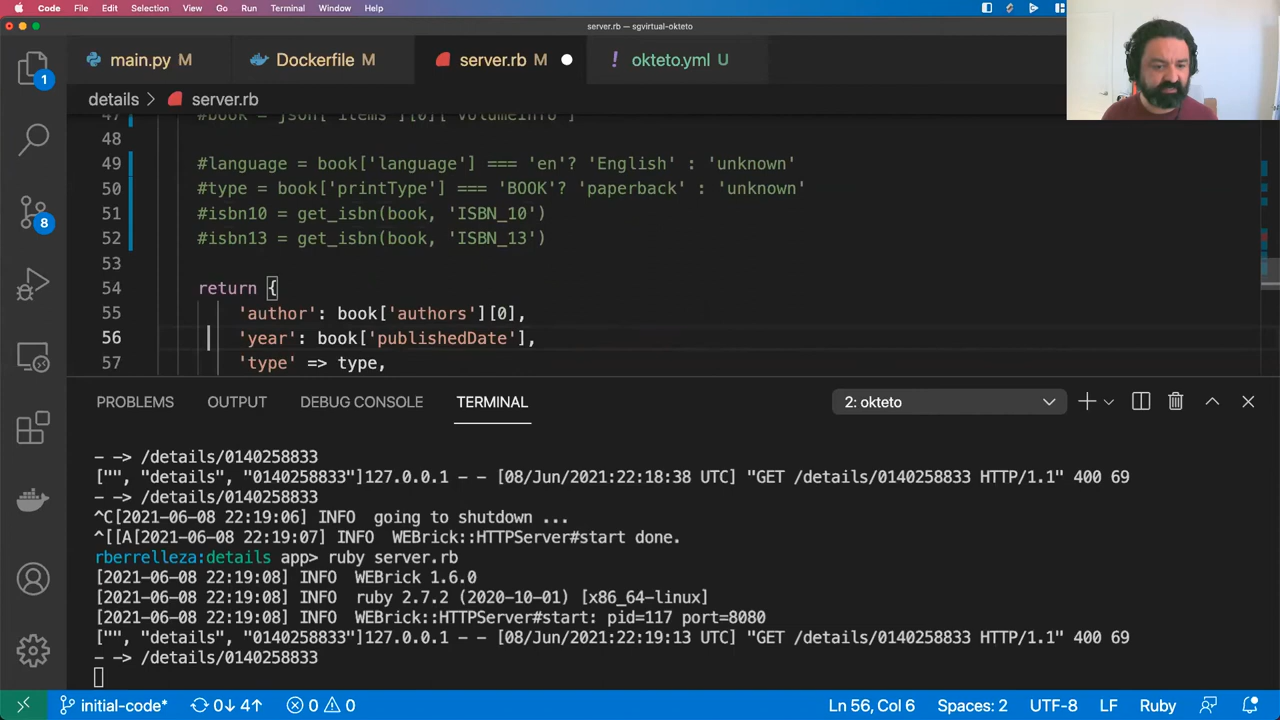 Code File Edit Selection View Go Run Terminal Window Help
server.rb — sgvirtual-okteto
main.py M Dockerfile M server.rb M okteto.yml U
details > server.rb
47 #book = json['items'][0]['volumeInfo']
48
49 #language = book['language'] === 'en'? 'English' : 'unknown'
50 #type = book['printType'] === 'BOOK'? 'paperback' : 'unknown'
51 #isbn10 = get_isbn(book, 'ISBN_10')
52 #isbn13 = get_isbn(book, 'ISBN_13')
53
54 return {
55 'author': book['authors'][0],
56 'year': book['publishedDate'],
57 'type' => type,
1
8
PROBLEMS OUTPUT DEBUG CONSOLE TERMINAL 2: okteto
– -> /details/0140258833
["", "details", "0140258833"]127.0.0.1 – – [08/Jun/2021:22:18:38 UTC] "GET /details/0140258833 HTTP/1.1" 400 69
– -> /details/0140258833
^C[2021-06-08 22:19:06] INFO going to shutdown ...
^[[A[2021-06-08 22:19:07] INFO WEBrick::HTTPServer#start done.
rberrelleza:details app> ruby server.rb
[2021-06-08 22:19:08] INFO WEBrick 1.6.0
[2021-06-08 22:19:08] INFO ruby 2.7.2 (2020-10-01) [x86_64-linux]
[2021-06-08 22:19:08] INFO WEBrick::HTTPServer#start: pid=117 port=8080
["", "details", "0140258833"]127.0.0.1 – – [08/Jun/2021:22:19:13 UTC] "GET /details/0140258833 HTTP/1.1" 400 69
– -> /details/0140258833
initial-code* 0↓ 4↑ 0 0 Ln 56, Col 6 Spaces: 2 UTF-8 LF Ruby